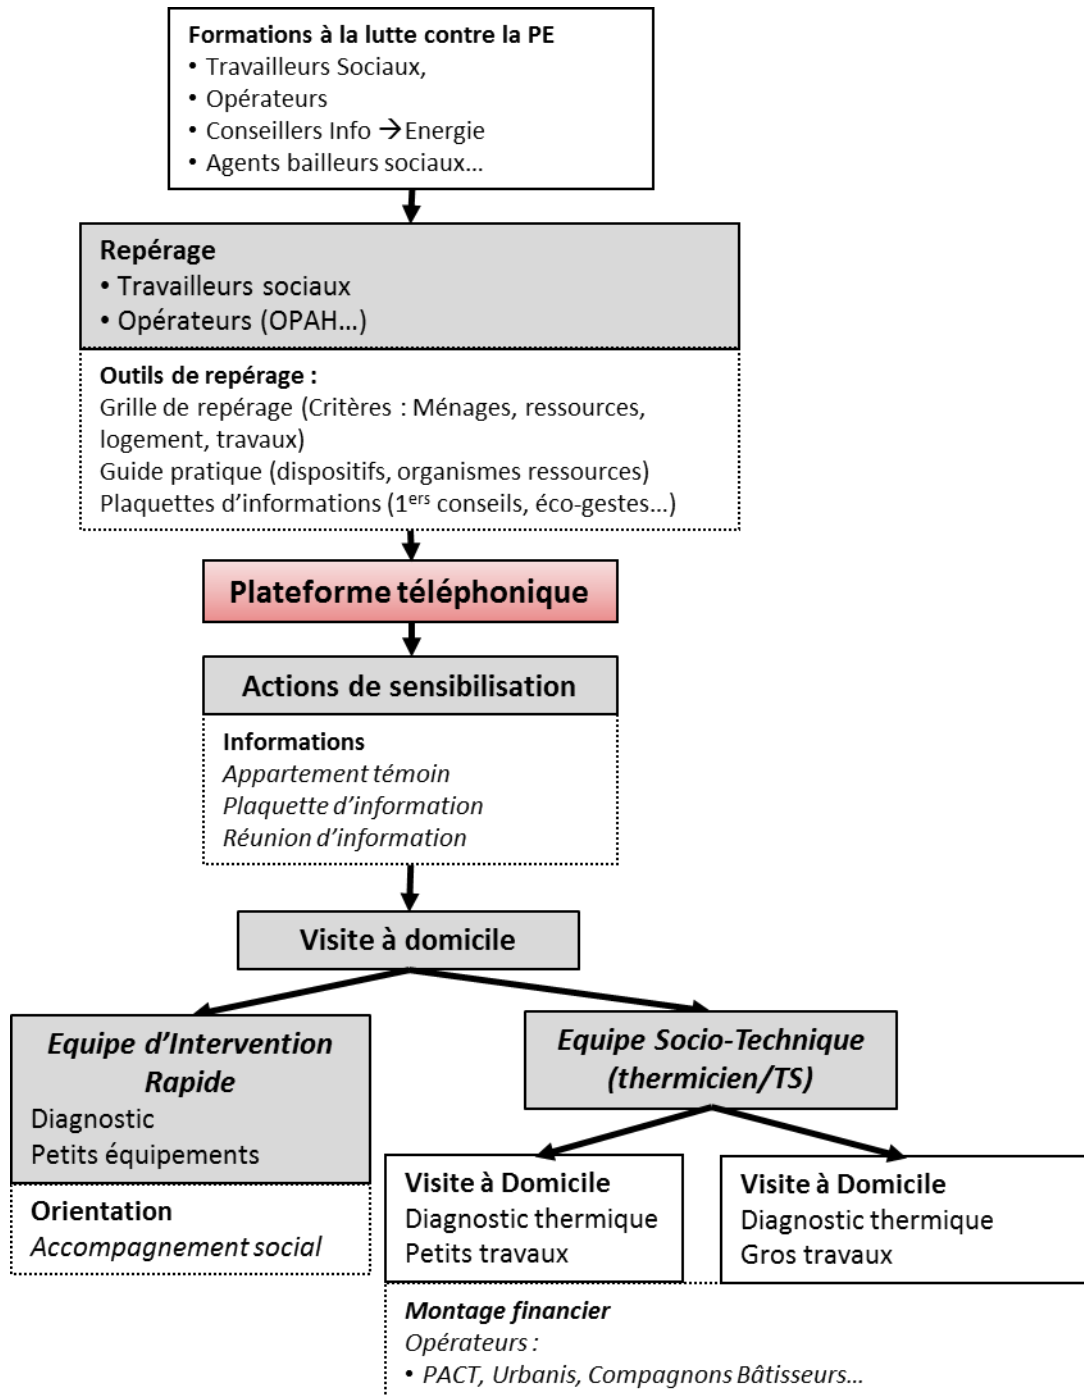 Formations à la lutte contre la PE
• Travailleurs Sociaux,
• Opérateurs
• Conseillers Info → Energie
• Agents bailleurs sociaux...
Repérage
• Travailleurs sociaux
• Opérateurs (OPAH...)
Outils de repérage :
Grille de repérage (Critères : Ménages, ressources,
logement, travaux)
Guide pratique (dispositifs, organismes ressources)
Plaquettes d’informations (1ers conseils, éco-gestes...)
Plateforme téléphonique
Actions de sensibilisation
Informations
Appartement témoin
Plaquette d’information
Réunion d’information
Visite à domicile
Equipe d’Intervention
Rapide
Diagnostic
Petits équipements
Orientation
Accompagnement social
Equipe Socio-Technique
(thermicien/TS)
Visite à Domicile
Diagnostic thermique
Petits travaux
Visite à Domicile
Diagnostic thermique
Gros travaux
Montage financier
Opérateurs :
• PACT, Urbanis, Compagnons Bâtisseurs...